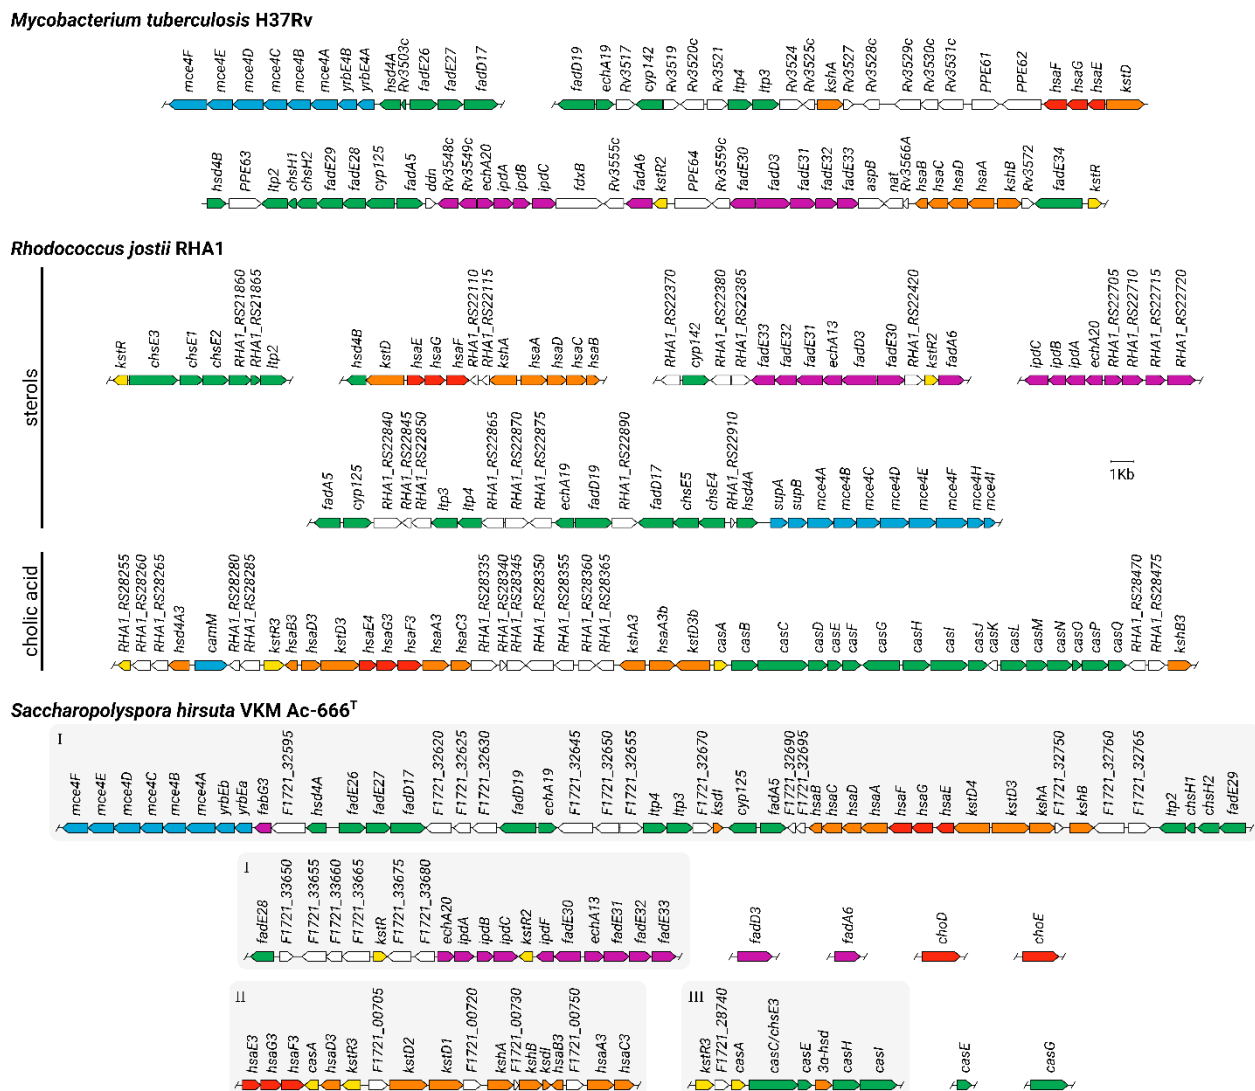 Mycobacterium tuberculosis H37Rv
mce4F mce4E mce4D mce4C mce4B mce4A yrbE4B yrbE4A hsd4A Rv3503c fadE26 fadE27 fadD17 fadD19 echA19 Rv3517 cyp142 Rv3519 Rv3520c Rv3521 ltp4 ltp3 Rv3524 Rv3525c kshA Rv3527 Rv3528c Rv3529c Rv3530c Rv3531c PPE61 PPE62 hsaF hsaG hsaE kstD
hsd4B PPE63 ltp2 chsH1 chsH2 fadE29 fadE28 cyp125 fadA5 ddn Rv3548c Rv3549c echA20 ipdA ipdB ipdC fdxB Rv3555c fadA6 kstR2 PPE64 Rv3559c fadE30 fadD3 fadE31 fadE32 fadE33 aspB nat Rv3566A hsaB hsaC hsaD hsaA kshB Rv3572 fadE34 kstR
Rhodococcus jostii RHA1
sterols
kstR chsE3 chsE1 chsE2 RHA1_RS21860 RHA1_RS21865 ltp2 hsd4B kstD hsaE hsaG hsaF RHA1_RS22110 RHA1_RS22115 kshA hsaA hsaD hsaC hsaB RHA1_RS22370 cyp142 RHA1_RS22380 RHA1_RS22385 fadE33 fadE32 fadE31 echA13 fadD3 fadE30 RHA1_RS22420 kstR2 fadA6 ipdC ipdB ipdA echA20 RHA1_RS22705 RHA1_RS22710 RHA1_RS22715 RHA1_RS22720
1Kb
fadA5 cyp125 RHA1_RS22840 RHA1_RS22845 RHA1_RS22850 ltp3 ltp4 RHA1_RS22865 RHA1_RS22870 RHA1_RS22875 echA19 fadD19 RHA1_RS22890 fadD17 chsE5 chsE4 RHA1_RS22910 hsd4A supA supB mce4A mce4B mce4C mce4D mce4E mce4F mce4H mce4I
cholic acid
RHA1_RS28255 RHA1_RS28260 RHA1_RS28265 hsd4A3 camM RHA1_RS28280 RHA1_RS28285 kstR3 hsaB3 hsaD3 kstD3 hsaE4 hsaG3 hsaF3 hsaA3 hsaC3 RHA1_RS28335 RHA1_RS28340 RHA1_RS28345 RHA1_RS28350 RHA1_RS28355 RHA1_RS28360 RHA1_RS28365 kshA3 hsaA3b kstD3b casA casB casC casD casE casF casG casH casI casJ casK casL casM casN casO casP casQ RHA1_RS28470 RHA1_RS28475 kshB3
Saccharopolyspora hirsuta VKM Ac-666T
I
mce4F mce4E mce4D mce4C mce4B mce4A yrbEb yrbEa fabG3 F1721_32595 hsd4A fadE26 fadE27 fadD17 F1721_32620 F1721_32625 F1721_32630 fadD19 echA19 F1721_32645 F1721_32650 F1721_32655 ltp4 ltp3 F1721_32670 ksdI cyp125 fadA5 F1721_32690 F1721_32695 hsaB hsaC hsaD hsaA hsaF hsaG hsaE kstD4 kstD3 kshA F1721_32750 kshB F1721_32760 F1721_32765 ltp2 chsH1 chsH2 fadE29
I
fadE28 F1721_33650 F1721_33655 F1721_33660 F1721_33665 kstR F1721_33675 F1721_33680 echA20 ipdA ipdB ipdC kstR2 ipdF fadE30 echA13 fadE31 fadE32 fadE33 fadD3 fadA6 choD choE
II III
hsaE3 hsaG3 hsaF3 casA hsaD3 kstR3 F1721_00705 kstD2 kstD1 F1721_00720 kshA F1721_00730 kshB ksdI hsaB3 F1721_00750 hsaA3 hsaC3 kstR3 F1721_28740 casA casC/chsE3 casE 3α-hsd casH casI casE casG